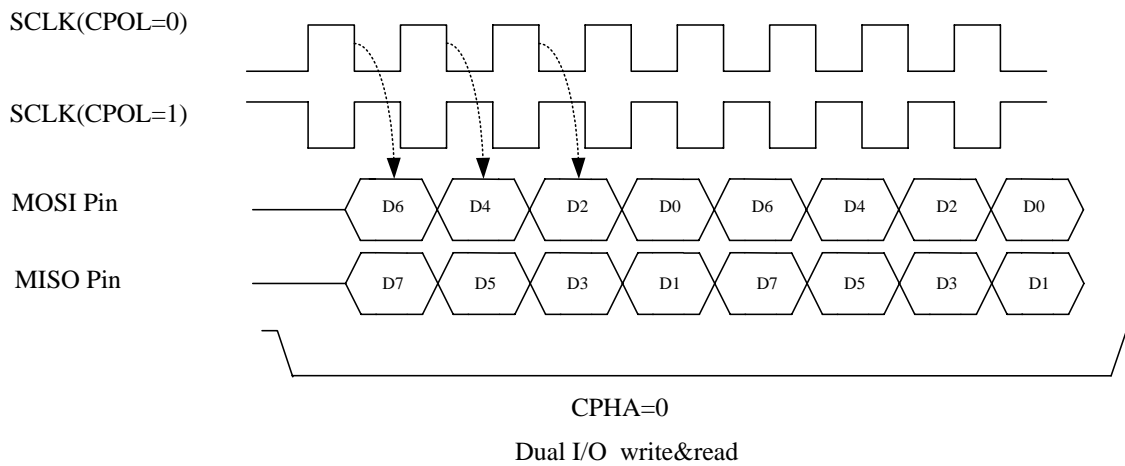 SCLK(CPOL=0)
SCLK(CPOL=1)
MOSI Pin
D6 D4 D2 D0 D6 D4 D2 D0
MISO Pin
D7 D5 D3 D1 D7 D5 D3 D1
CPHA=0
Dual I/O write&read